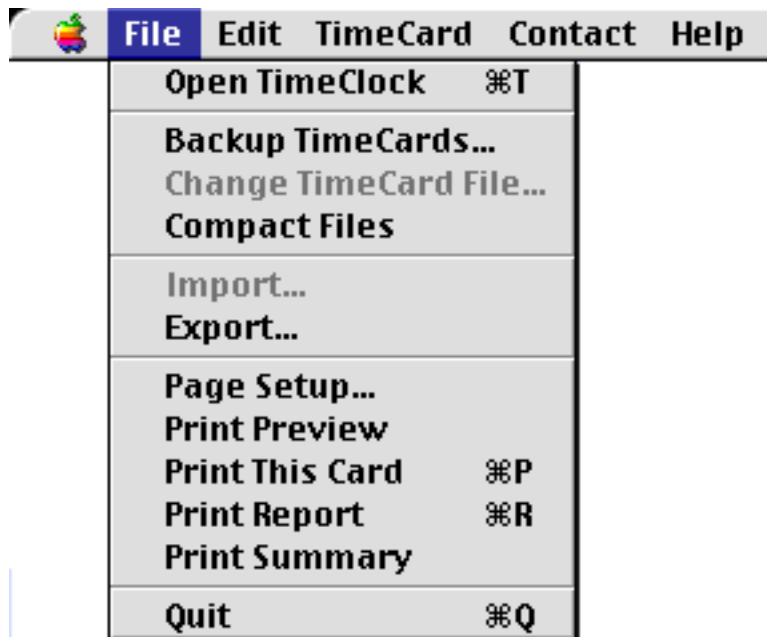 File Edit TimeCard Contact Help
Open TimeClock ⌘T
Backup TimeCards...
Change TimeCard File...
Compact Files
Import...
Export...
Page Setup...
Print Preview
Print This Card ⌘P
Print Report ⌘R
Print Summary
Quit ⌘Q